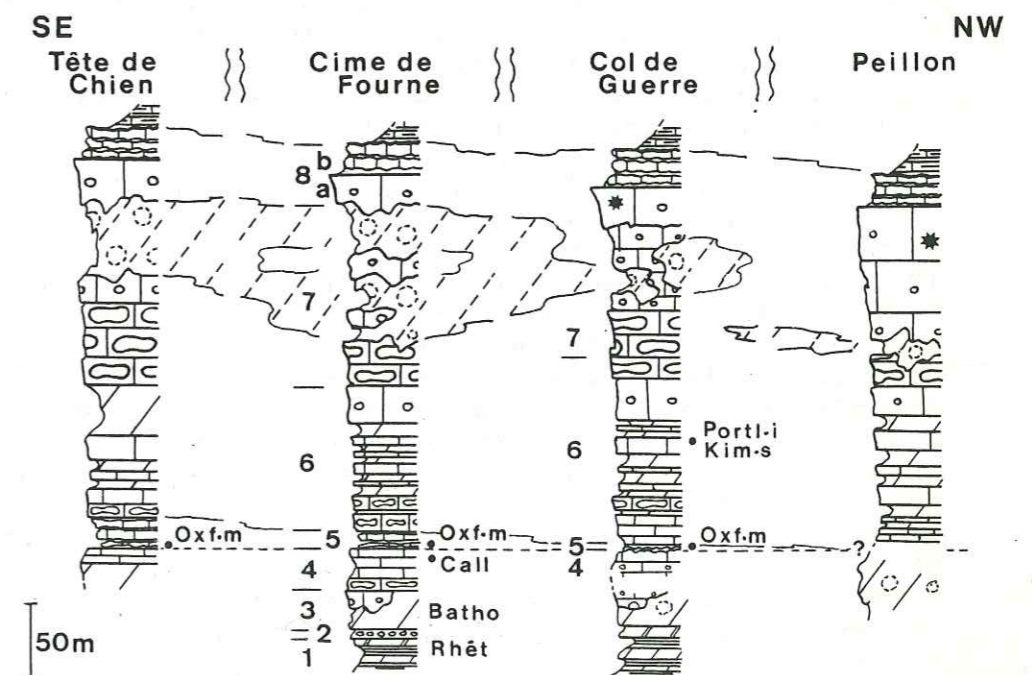 SE
NW
Tête de
Chien
Cime de
Fourne
Col de
Guerre
Peillon
8
b
a
7
7
6
6
Portl-i
Kim-s
Oxf.m
5
Oxf.m
Call
5
Oxf.m
?
4
4
3
Batho
2
Rhêt
1
50m